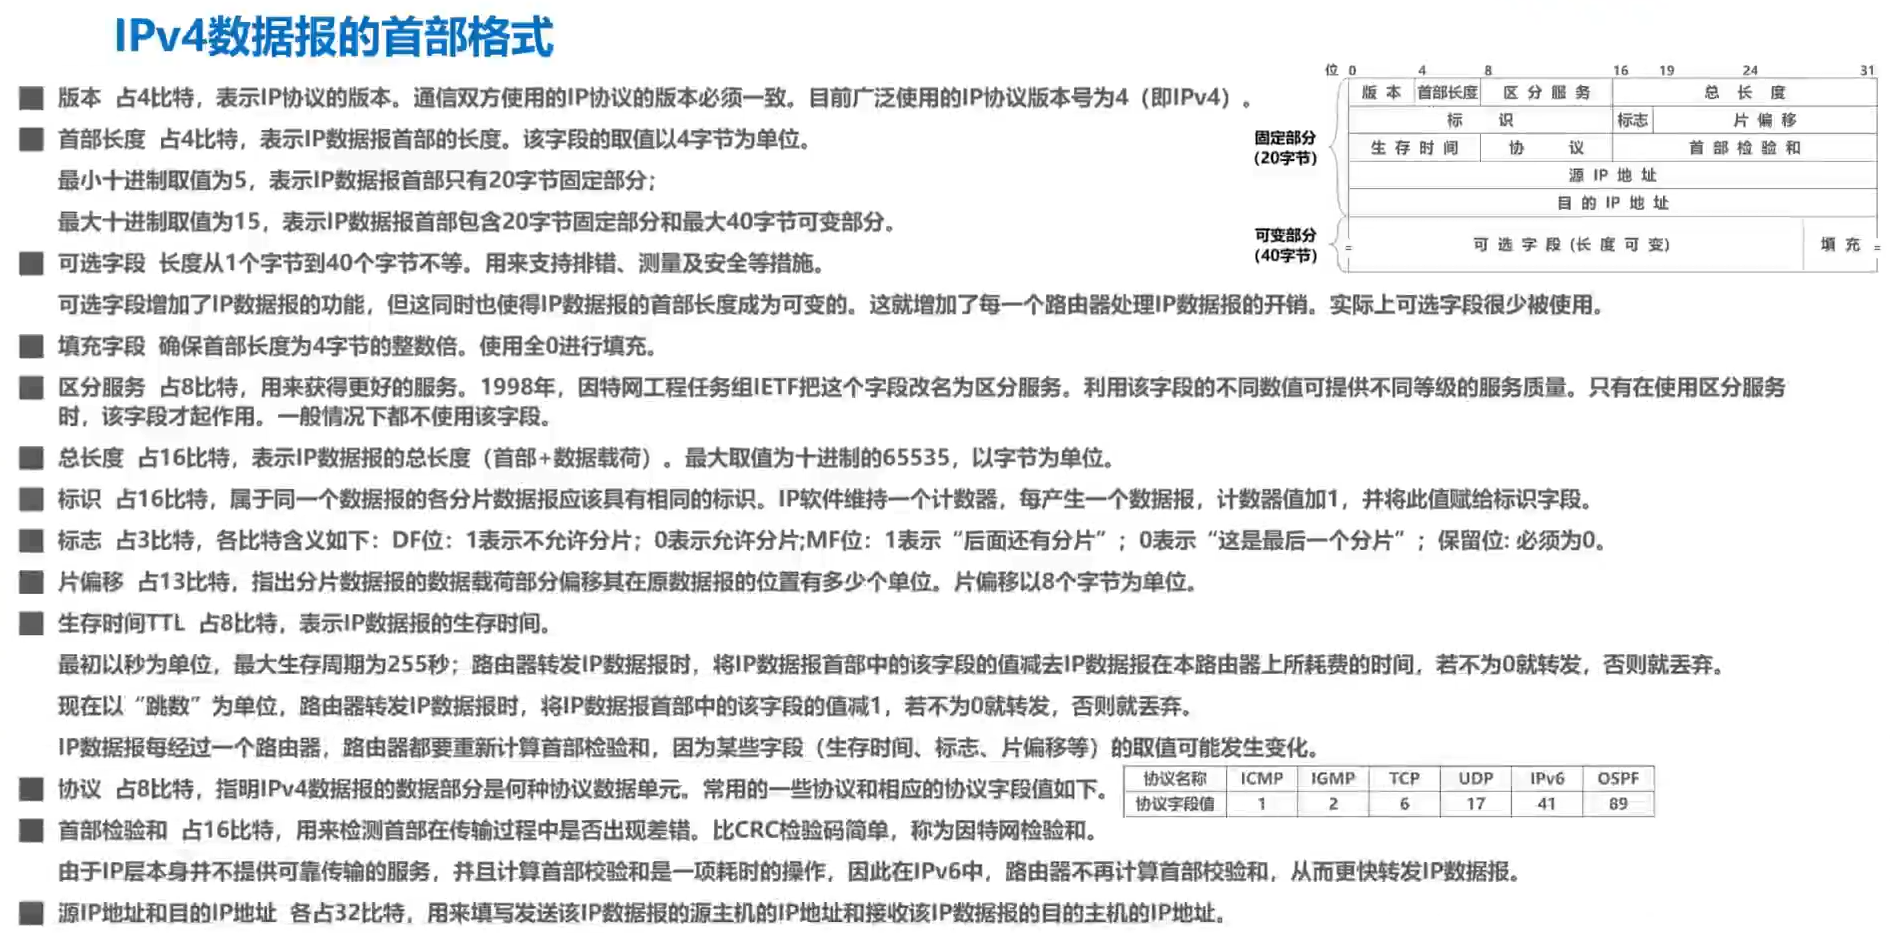 IPv4数据报的首部格式
位 0 4 8 16 19 24 31
版本 首部长度 区分服务 总长度
标识 标志 片偏移
生存时间 协议 首部检验和
源IP地址
目的IP地址
可选字段(长度可变) 填充
固定部分
(20字节)
可变部分
(40字节)
版本 占4比特，表示IP协议的版本。通信双方使用的IP协议的版本必须一致。目前广泛使用的IP协议版本号为4（即IPv4）。
首部长度 占4比特，表示IP数据报首部的长度。该字段的取值以4字节为单位。
最小十进制取值为5，表示IP数据报首部只有20字节固定部分；
最大十进制取值为15，表示IP数据报首部包含20字节固定部分和最大40字节可变部分。
可选字段 长度从1个字节到40个字节不等。用来支持排错、测量及安全等措施。
可选字段增加了IP数据报的功能，但这同时也使得IP数据报的首部长度成为可变的。这就增加了每一个路由器处理IP数据报的开销。实际上可选字段很少被使用。
填充字段 确保首部长度为4字节的整数倍。使用全0进行填充。
区分服务 占8比特，用来获得更好的服务。1998年，因特网工程任务组IETF把这个字段改名为区分服务。利用该字段的不同数值可提供不同等级的服务质量。只有在使用区分服务
时，该字段才起作用。一般情况下都不使用该字段。
总长度 占16比特，表示IP数据报的总长度（首部+数据载荷）。最大取值为十进制的65535，以字节为单位。
标识 占16比特，属于同一个数据报的各分片数据报应该具有相同的标识。IP软件维持一个计数器，每产生一个数据报，计数器值加1，并将此值赋给标识字段。
标志 占3比特，各比特含义如下：DF位：1表示不允许分片；0表示允许分片;MF位：1表示“后面还有分片”；0表示“这是最后一个分片”；保留位: 必须为0。
片偏移 占13比特，指出分片数据报的数据载荷部分偏移其在原数据报的位置有多少个单位。片偏移以8个字节为单位。
生存时间TTL 占8比特，表示IP数据报的生存时间。
最初以秒为单位，最大生存周期为255秒；路由器转发IP数据报时，将IP数据报首部中的该字段的值减去IP数据报在本路由器上所耗费的时间，若不为0就转发，否则就丢弃。
现在以“跳数”为单位，路由器转发IP数据报时，将IP数据报首部中的该字段的值减1，若不为0就转发，否则就丢弃。
IP数据报每经过一个路由器，路由器都要重新计算首部检验和，因为某些字段（生存时间、标志、片偏移等）的取值可能发生变化。
协议 占8比特，指明IPv4数据报的数据部分是何种协议数据单元。常用的一些协议和相应的协议字段值如下。
协议名称 ICMP IGMP TCP UDP IPv6 OSPF
协议字段值 1 2 6 17 41 89
首部检验和 占16比特，用来检测首部在传输过程中是否出现差错。比CRC检验码简单，称为因特网检验和。
由于IP层本身并不提供可靠传输的服务，并且计算首部校验和是一项耗时的操作，因此在IPv6中，路由器不再计算首部校验和，从而更快转发IP数据报。
源IP地址和目的IP地址 各占32比特，用来填写发送该IP数据报的源主机的IP地址和接收该IP数据报的目的主机的IP地址。